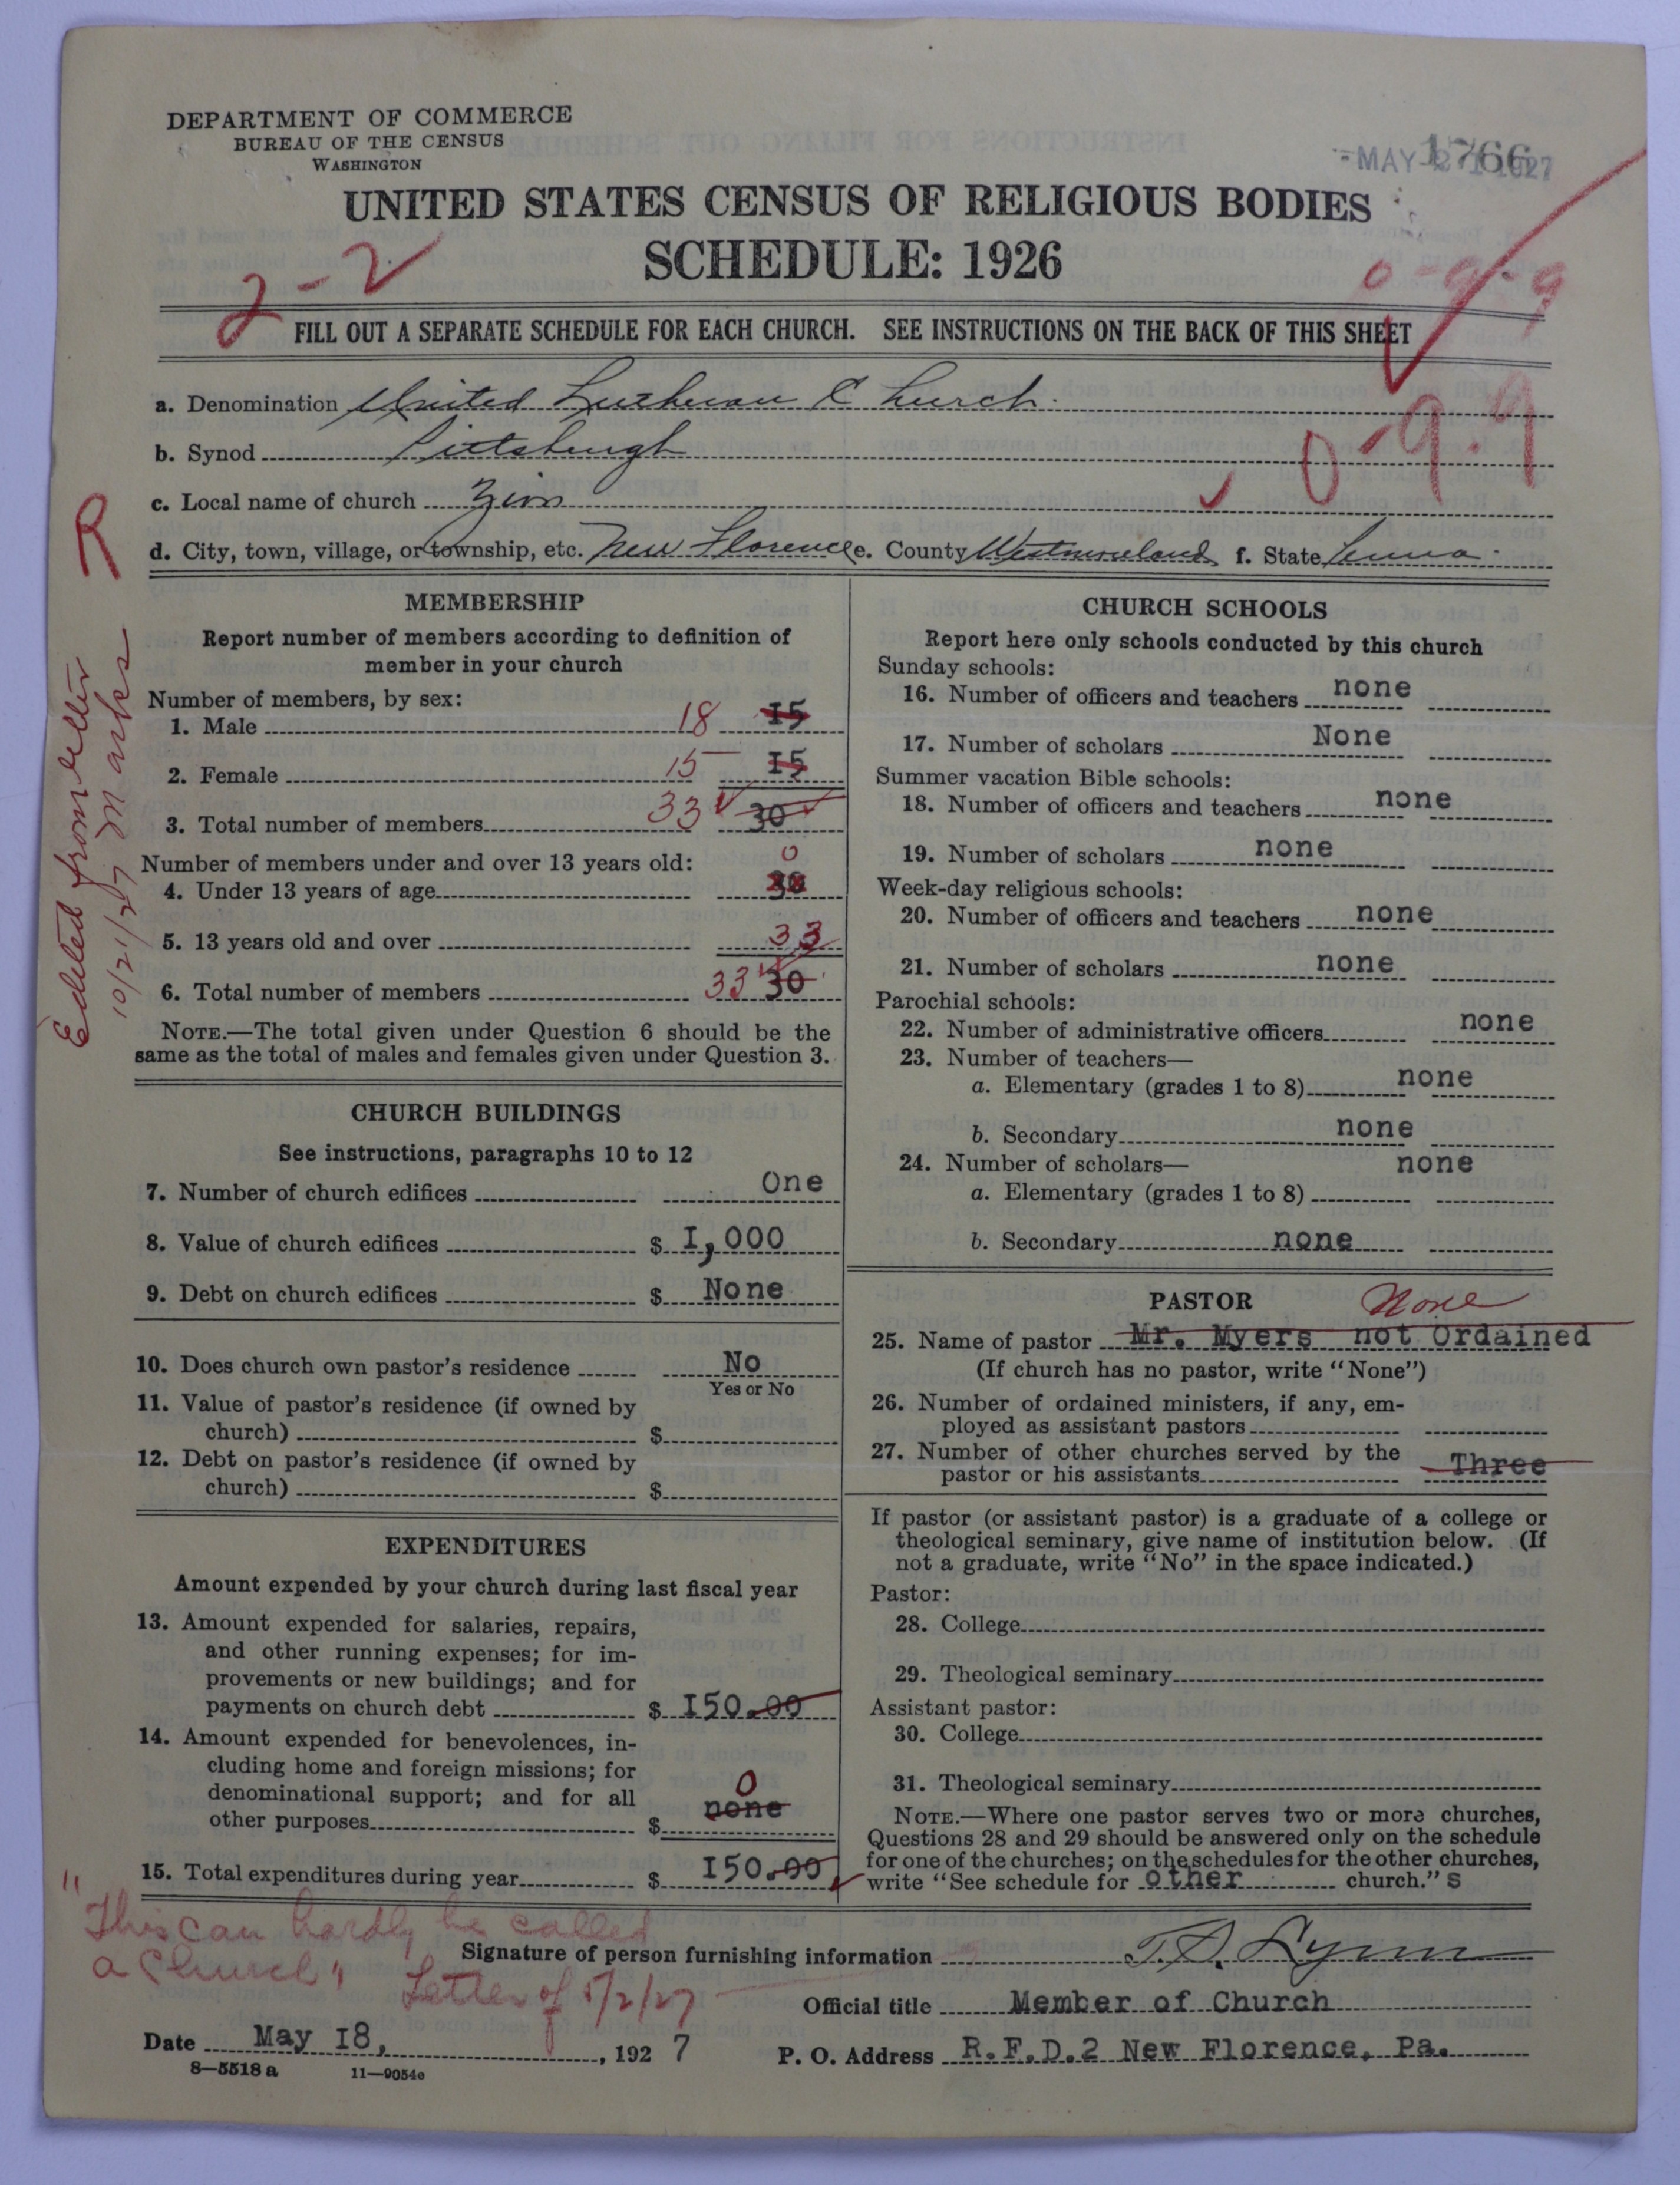 DEPARTMENT OF COMMERCE
BUREAU OF THE CENSUS
WASHINGTON
1766
MAY 1927
UNITED STATES CENSUS OF RELIGIOUS BODIES
SCHEDULE: 1926
2-2
0-9-9
FILL OUT A SEPARATE SCHEDULE FOR EACH CHURCH. SEE INSTRUCTIONS ON THE BACK OF THIS SHEET
a. Denomination United Lutheran Church.
b. Synod Pittsburgh
0-9-9
c. Local name of church Zion
d. City, town, village, or township, etc. New Florence e. County Westmoreland f. State Penna.
R
Edited from letter
10/21/27 Marks
MEMBERSHIP
Report number of members according to definition of
member in your church
Number of members, by sex:
1. Male 18 15
2. Female 15 15
3. Total number of members 33 30
Number of members under and over 13 years old:
0
4. Under 13 years of age 30
5. 13 years old and over 33
6. Total number of members 33 30
NOTE.—The total given under Question 6 should be the
same as the total of males and females given under Question 3.
CHURCH BUILDINGS
See instructions, paragraphs 10 to 12
7. Number of church edifices One
8. Value of church edifices $ I,000
9. Debt on church edifices $ None
10. Does church own pastor's residence No
Yes or No
11. Value of pastor's residence (if owned by
church) $
12. Debt on pastor's residence (if owned by
church) $
EXPENDITURES
Amount expended by your church during last fiscal year
13. Amount expended for salaries, repairs,
and other running expenses; for im-
provements or new buildings; and for
payments on church debt $ I50.00
14. Amount expended for benevolences, in-
cluding home and foreign missions; for
denominational support; and for all
0
other purposes $ none
15. Total expenditures during year $ I50.00
CHURCH SCHOOLS
Report here only schools conducted by this church
Sunday schools:
16. Number of officers and teachers none
17. Number of scholars None
Summer vacation Bible schools:
18. Number of officers and teachers none
19. Number of scholars none
Week-day religious schools:
20. Number of officers and teachers none
21. Number of scholars none
Parochial schools:
22. Number of administrative officers none
23. Number of teachers—
a. Elementary (grades 1 to 8) none
b. Secondary none
24. Number of scholars— none
a. Elementary (grades 1 to 8)
b. Secondary none
PASTOR None
25. Name of pastor Mr. Myers not Ordained
(If church has no pastor, write "None")
26. Number of ordained ministers, if any, em-
ployed as assistant pastors
27. Number of other churches served by the
pastor or his assistants Three
If pastor (or assistant pastor) is a graduate of a college or
theological seminary, give name of institution below. (If
not a graduate, write "No" in the space indicated.)
Pastor:
28. College
29. Theological seminary
Assistant pastor:
30. College
31. Theological seminary
NOTE.—Where one pastor serves two or more churches,
Questions 28 and 29 should be answered only on the schedule
for one of the churches; on the schedules for the other churches,
write "See schedule for other church." s
"This can hardly be called
a Church" Letter of 5/2/27
Signature of person furnishing information T. S. Lynn
Official title Member of Church
Date May I8, 1927
P. O. Address R.F.D.2 New Florence, Pa.
8—5518 a 11—9054e